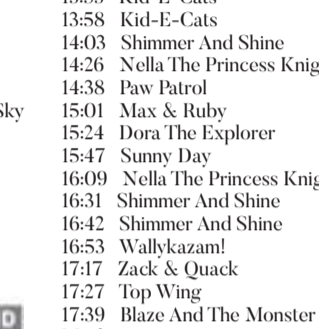 Kid-E-Cats
13:58 Kid-E-Cats
14:03 Shimmer And Shine
14:26 Nella The Princess Knig
14:38 Paw Patrol
Sky
15:01 Max & Ruby
15:24 Dora The Explorer
15:47 Sunny Day
16:09 Nella The Princess Knig
16:31 Shimmer And Shine
16:42 Shimmer And Shine
16:53 Wallykazam!
17:17 Zack & Quack
17:27 Top Wing
D
17:39 Blaze And The Monster